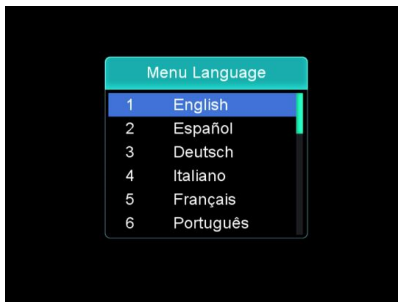 Menu Language
1 English
2 Español
3 Deutsch
4 Italiano
5 Français
6 Português